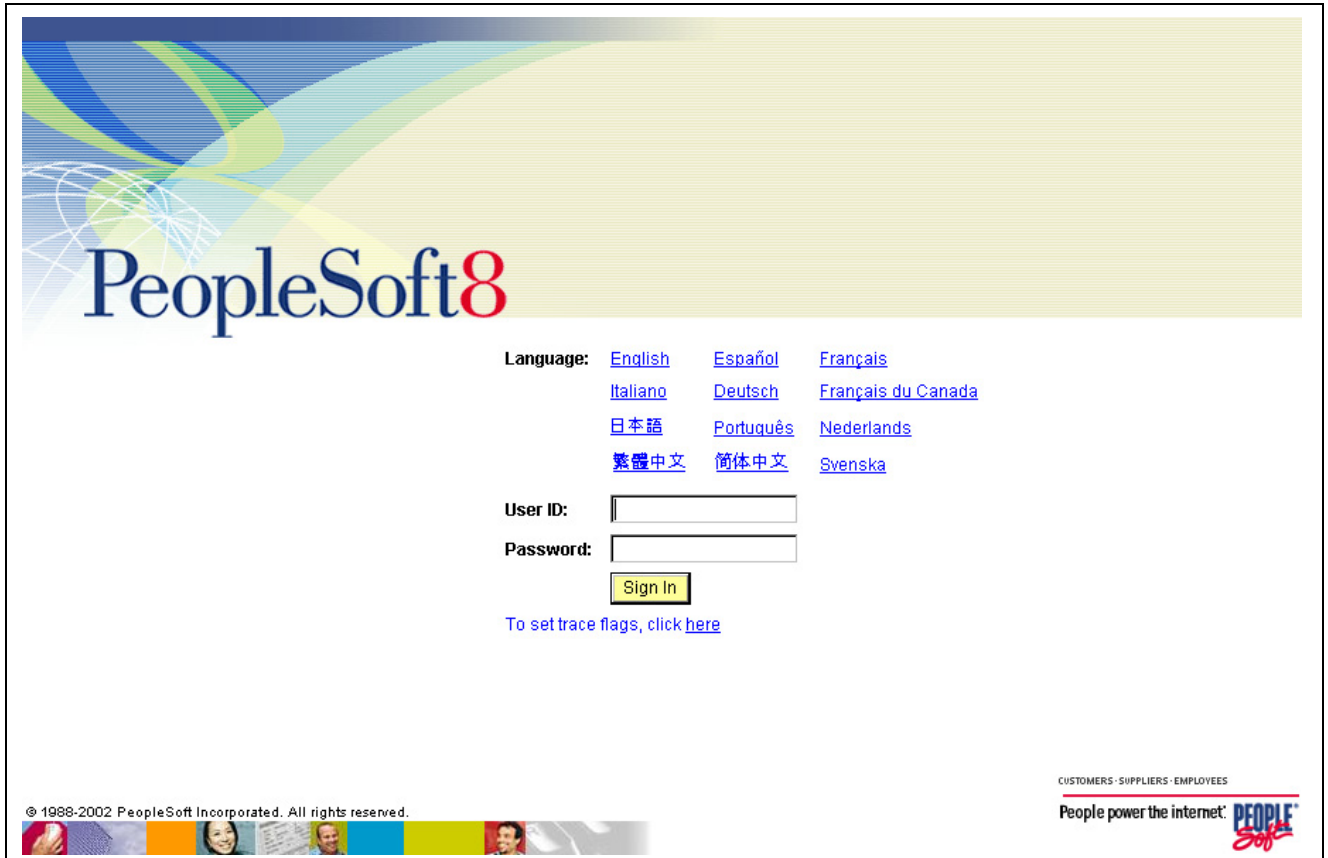 PeopleSoft8
Language: English Español Français
Italiano Deutsch Français du Canada
日本語 Português Nederlands
繁體中文 简体中文 Svenska
User ID:
Password:
Sign In
To set trace flags, click here
CUSTOMERS · SUPPLIERS · EMPLOYEES
© 1988-2002 PeopleSoft Incorporated. All rights reserved.
People power the internet.™ PEOPLE
Soft